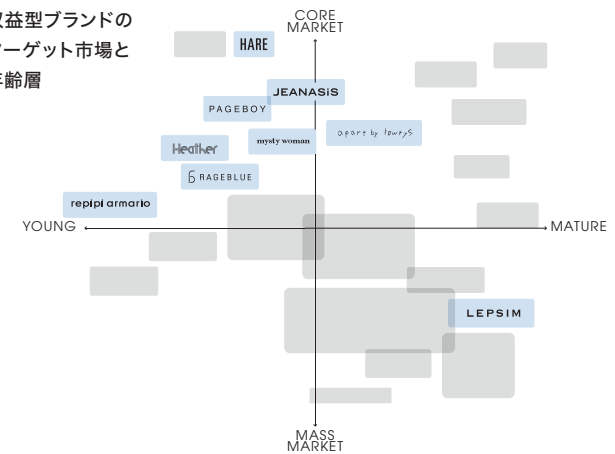 収益型ブランドの
ターゲット市場と
年齢層
CORE
MARKET
HARE
JEANASiS
PAGEBOY
apart by lowrys
mysty woman
Heather
RAGEBLUE
repipi armario
YOUNG
MATURE
LEPSIM
MASS
MARKET